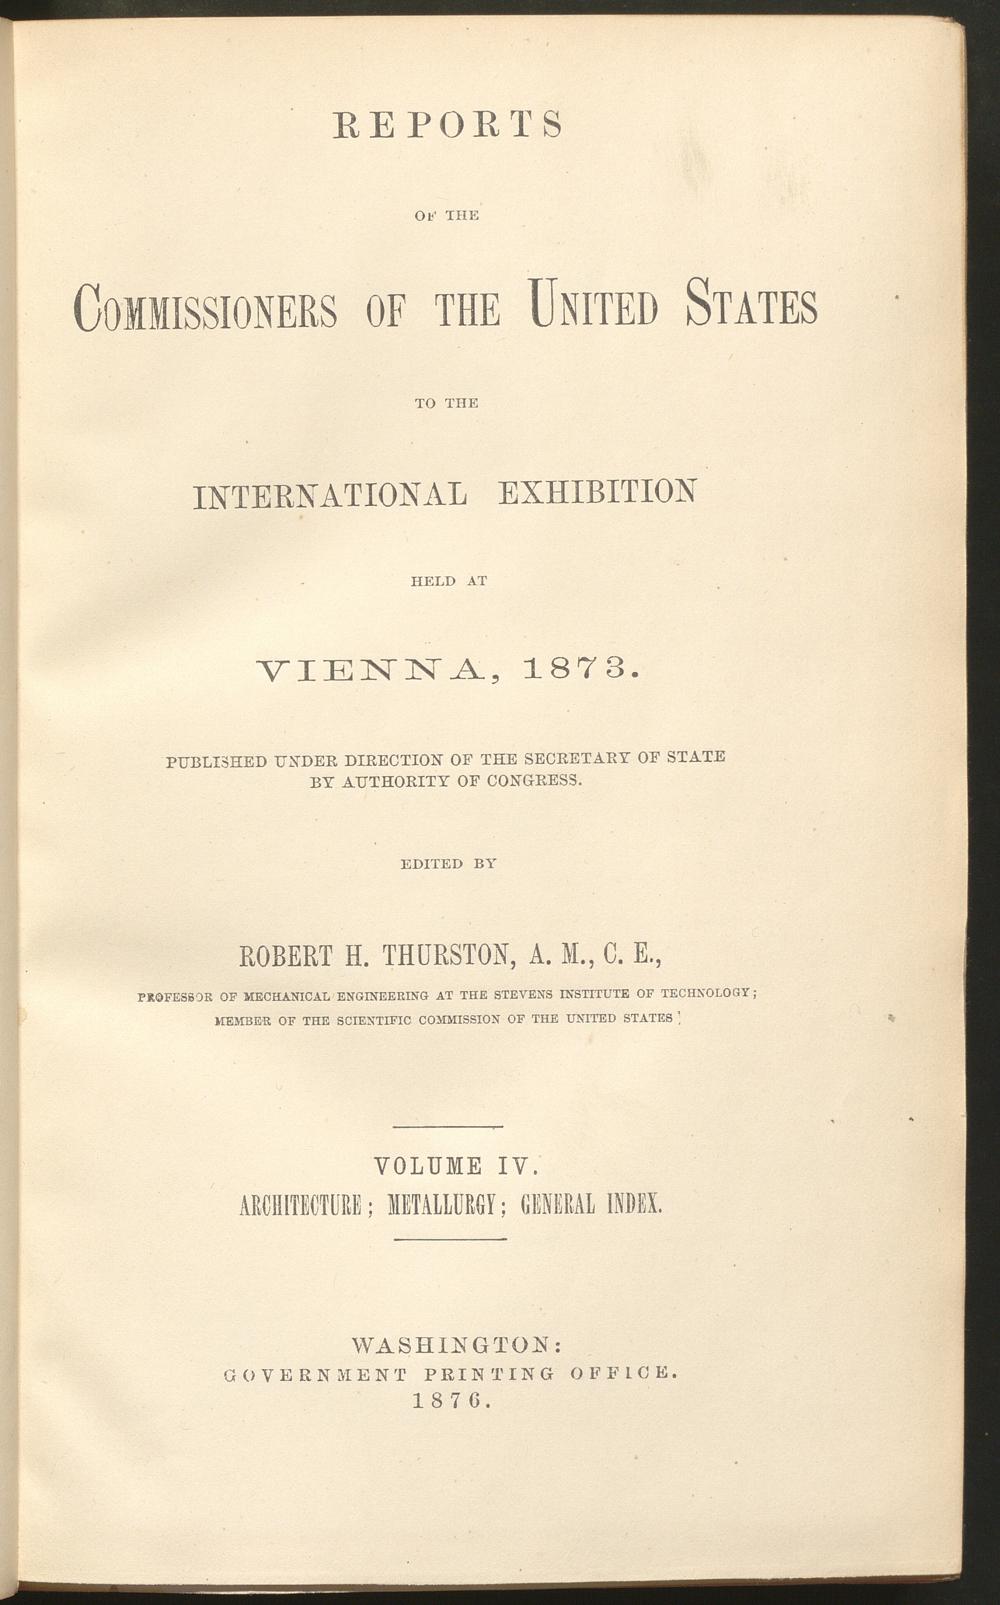 REPORTS
OF THE
COMMISSIONERS OF THE UNITED STATES
TO THE
INTERNATIONAL EXHIBITION
HELD AT
VIENNA, 1873.
PUBLISHED UNDER DIRECTION OF THE SECRETARY OF STATE
BY AUTHORITY OF CONGRESS.
EDITED BY
ROBERT H. THURSTON, A. M., C. E.,
PROFESSOR OF MECHANICAL ENGINEERING AT THE STEVENS INSTITUTE OF TECHNOLOGY;
MEMBER OF THE SCIENTIFIC COMMISSION OF THE UNITED STATES;
VOLUME IV.
ARCHITECTURE; METALLURGY; GENERAL INDEX.
WASHINGTON:
GOVERNMENT PRINTING OFFICE.
1876.